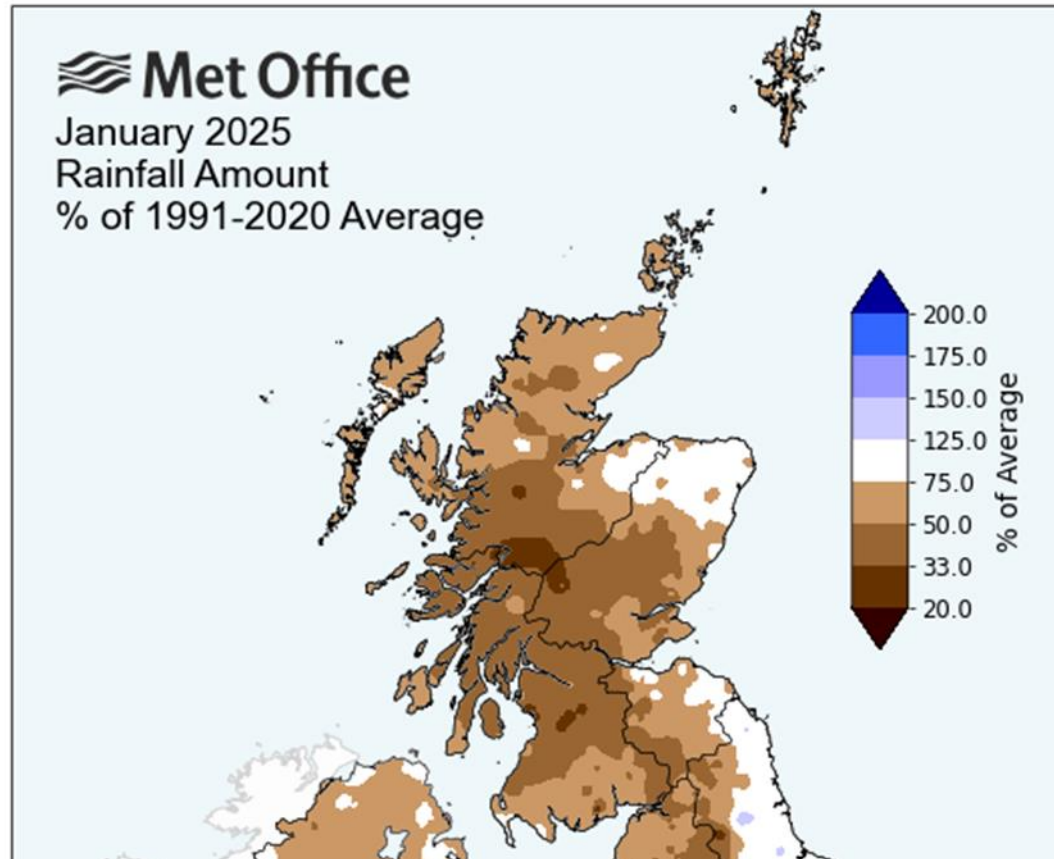 Met Office
January 2025
Rainfall Amount
% of 1991-2020 Average
200.0
175.0
150.0
125.0
75.0
50.0
33.0
20.0
% of Average